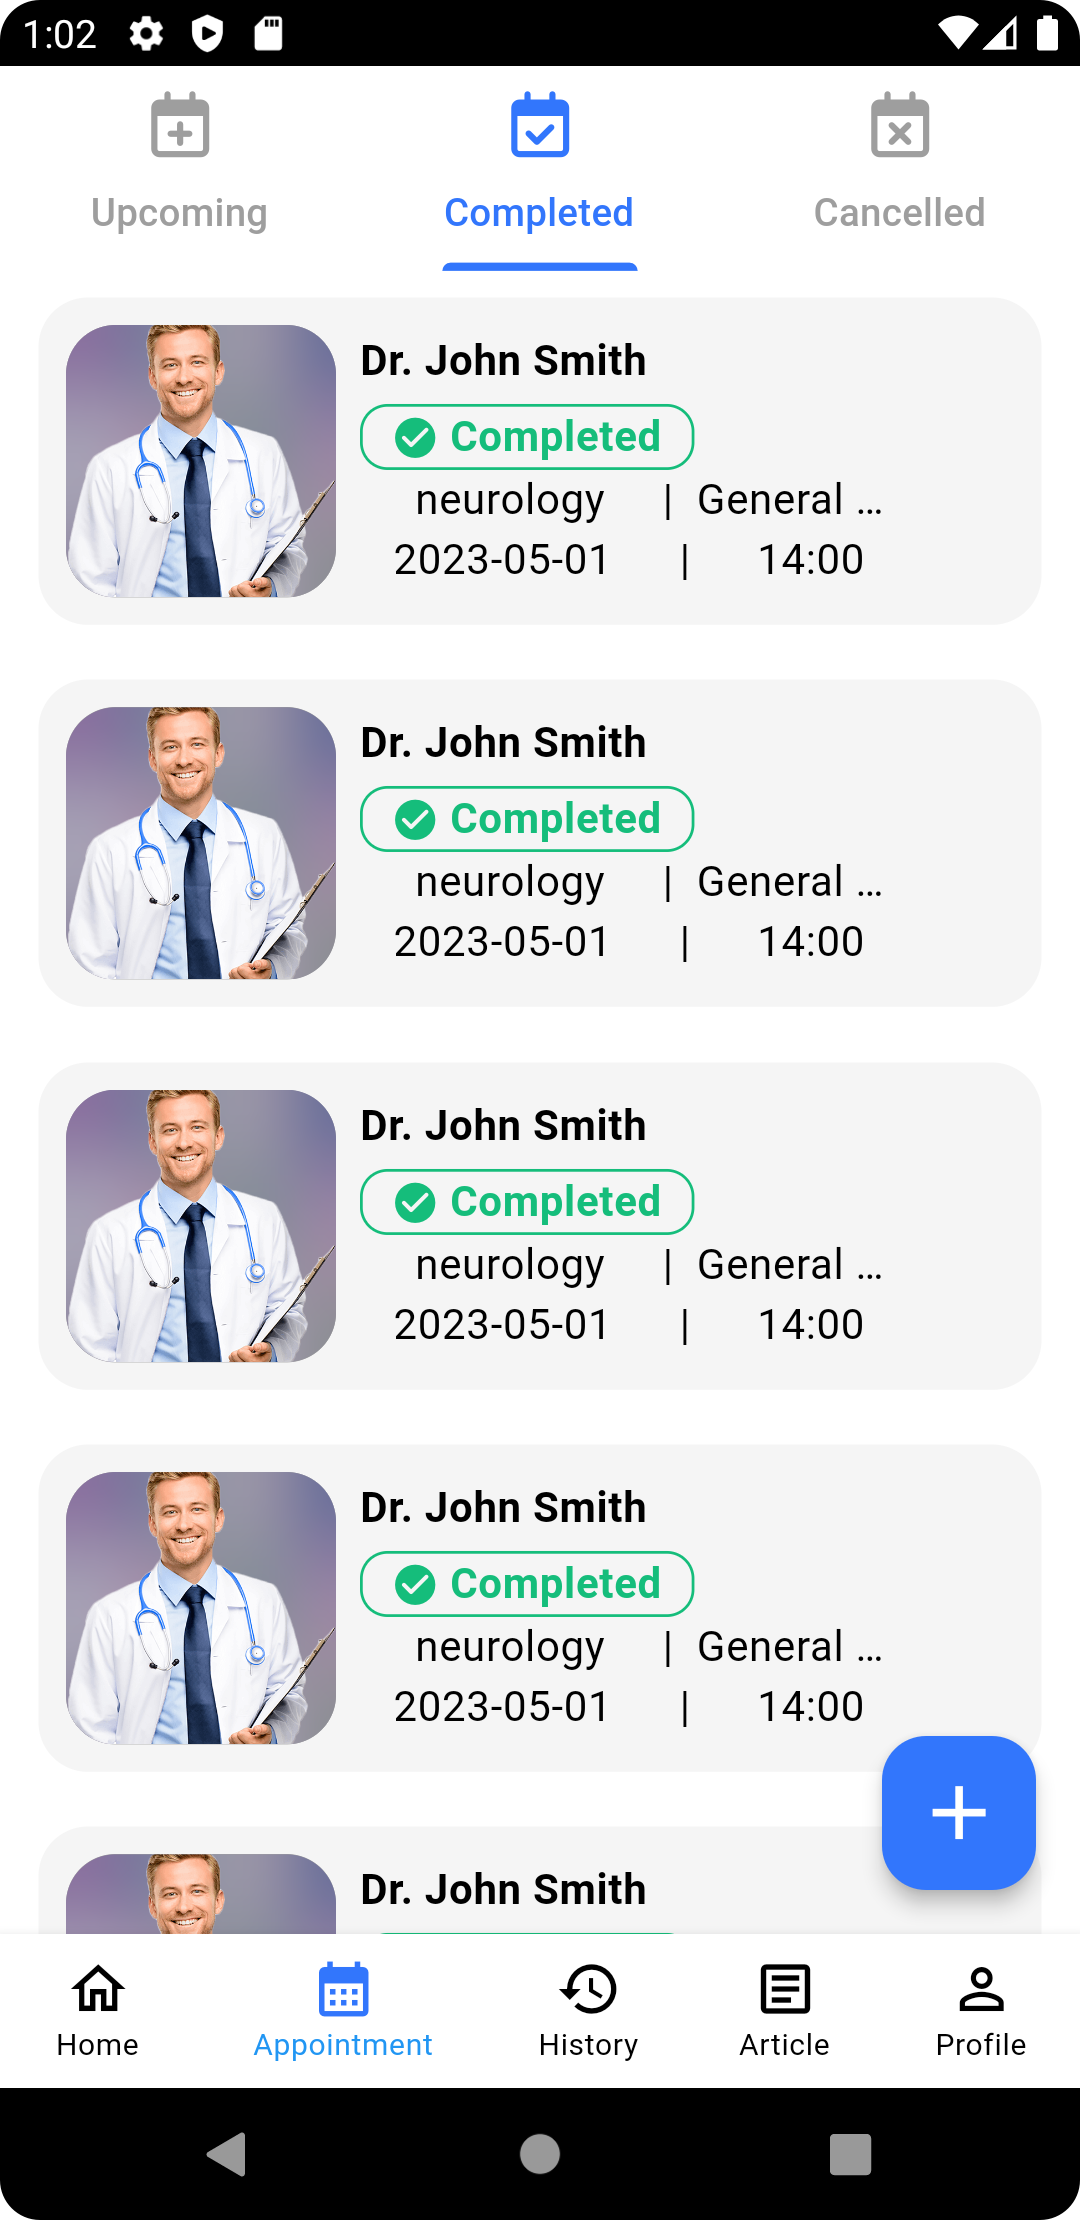 1:02
Upcoming
Completed
Cancelled
Dr. John Smith
Completed
neurology | General ...
2023-05-01 | 14:00
Dr. John Smith
Completed
neurology | General ...
2023-05-01 | 14:00
Dr. John Smith
Completed
neurology | General ...
2023-05-01 | 14:00
Dr. John Smith
Completed
neurology | General ...
2023-05-01 | 14:00
Dr. John Smith
Home
Appointment
History
Article
Profile